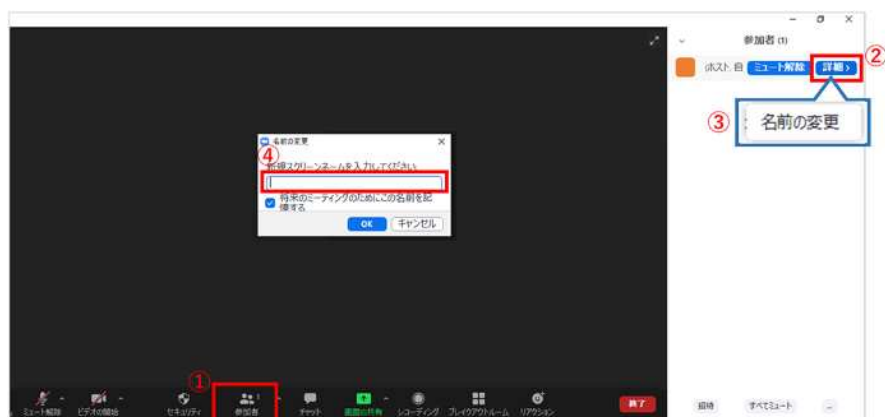 参加者 (1)
②
ミュート解除 詳細 >
③ 名前の変更
名前の変更
④
新規スクリーンネームを入力してください:
将来のミーティングのためにこの名前を記
憶する
OK キャンセル
①
ミュート解除 ビデオの開始 セキュリティ 参加者 1 チャット 画面の共有 レコーディング ブレイクアウトルーム リアクション 終了
招待 すべてミュート